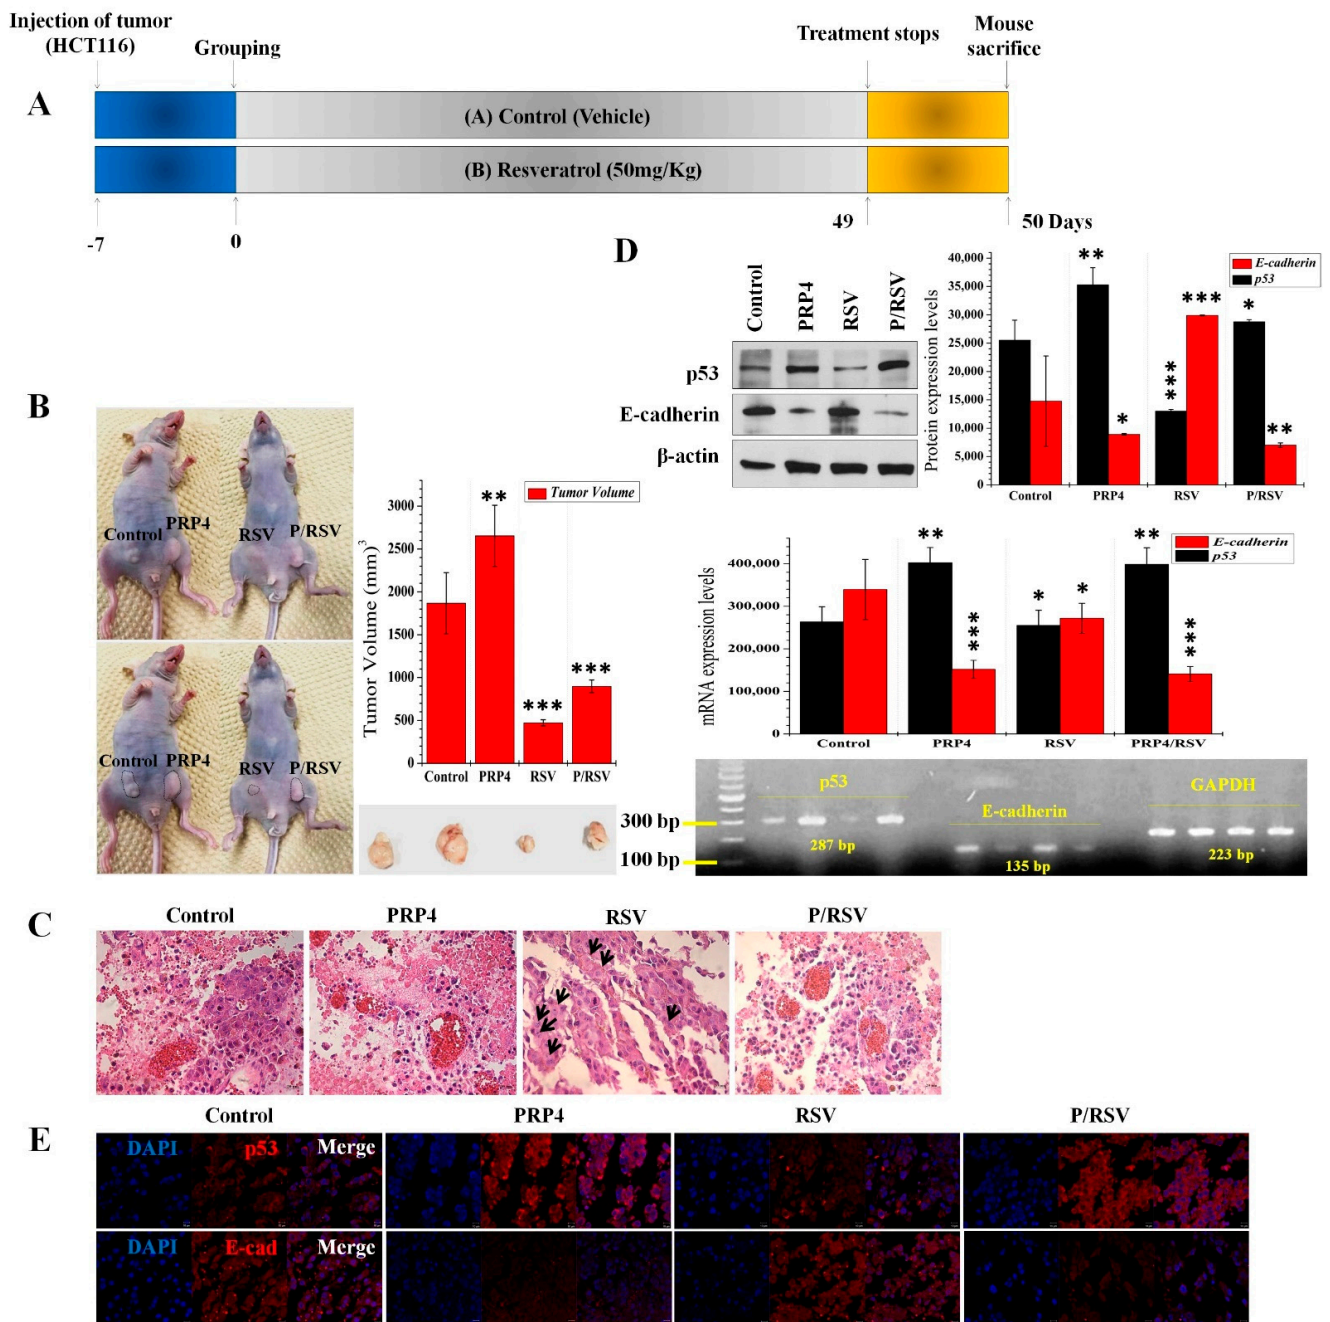 Injection of tumor
(HCT116)
Grouping
Treatment stops
Mouse
sacrifice
A
(A) Control (Vehicle)
(B) Resveratrol (50mg/Kg)
-7
0
49
50 Days
B
Control
PRP4
RSV
P/RSV
Control
PRP4
RSV
P/RSV
Tumor Volume (mm)³
3000
2500
2000
1500
1000
500
0
Tumor Volume
**
***
***
Control
PRP4
RSV
P/RSV
D
Control
PRP4
RSV
P/RSV
p53
E-cadherin
β-actin
Protein expression levels
40,000
35,000
30,000
25,000
20,000
15,000
10,000
5,000
0
E-cadherin
p53
**
*
***
***
*
**
Control
PRP4
RSV
P/RSV
mRNA expression levels
400,000
300,000
200,000
100,000
0
E-cadherin
p53
**
***
*
*
**
***
Control
PRP4
RSV
PRP4/RSV
300 bp
100 bp
p53
287 bp
E-cadherin
135 bp
GAPDH
223 bp
C
Control
PRP4
RSV
P/RSV
E
Control
PRP4
RSV
P/RSV
DAPI
p53
Merge
DAPI
E-cad
Merge